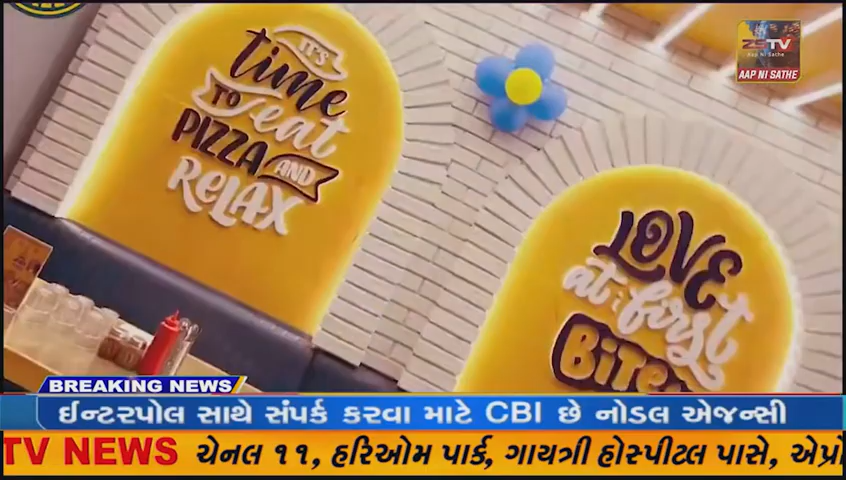 IT'S
time
TO eat
PIZZA AND
RELAX
LOVE
at first
BiTe
ZSTV
Aap Ni Sathe
AAP NI SATHE
BREAKING NEWS
ઈન્ટરપોલ સાથે સંપર્ક કરવા માટે CBI છે નોડલ એજન્સી
TV NEWS ચેનલ ૧૧, હરિઓમ પાર્ક, ગાયત્રી હોસ્પીટલ પાસે, એપ્રો